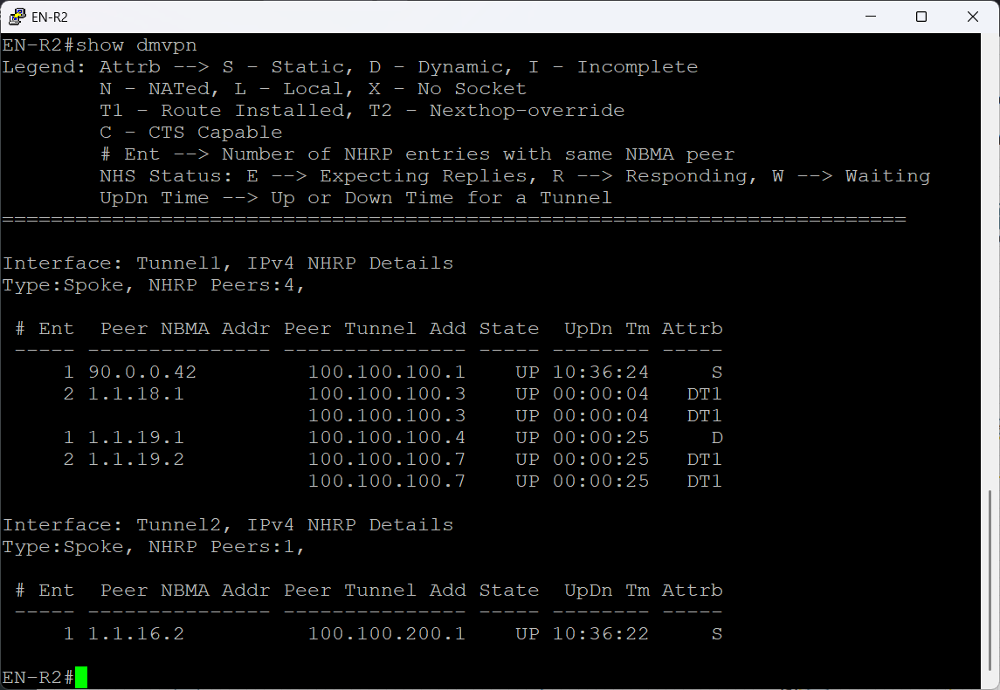 EN-R2
EN-R2#show dmvpn
Legend: Attrb --> S - Static, D - Dynamic, I - Incomplete
        N - NATed, L - Local, X - No Socket
        T1 - Route Installed, T2 - Nexthop-override
        C - CTS Capable
        # Ent --> Number of NHRP entries with same NBMA peer
        NHS Status: E --> Expecting Replies, R --> Responding, W --> Waiting
        UpDn Time --> Up or Down Time for a Tunnel
==========================================================================

Interface: Tunnel1, IPv4 NHRP Details
Type:Spoke, NHRP Peers:4,

 # Ent  Peer NBMA Addr Peer Tunnel Add State  UpDn Tm Attrb
 ----- --------------- --------------- ----- -------- -----
     1 90.0.0.42         100.100.100.1    UP 10:36:24     S
     2 1.1.18.1          100.100.100.3    UP 00:00:04   DT1
                         100.100.100.3    UP 00:00:04   DT1
     1 1.1.19.1          100.100.100.4    UP 00:00:25     D
     2 1.1.19.2          100.100.100.7    UP 00:00:25   DT1
                         100.100.100.7    UP 00:00:25   DT1

Interface: Tunnel2, IPv4 NHRP Details
Type:Spoke, NHRP Peers:1,

 # Ent  Peer NBMA Addr Peer Tunnel Add State  UpDn Tm Attrb
 ----- --------------- --------------- ----- -------- -----
     1 1.1.16.2          100.100.200.1    UP 10:36:22     S

EN-R2#